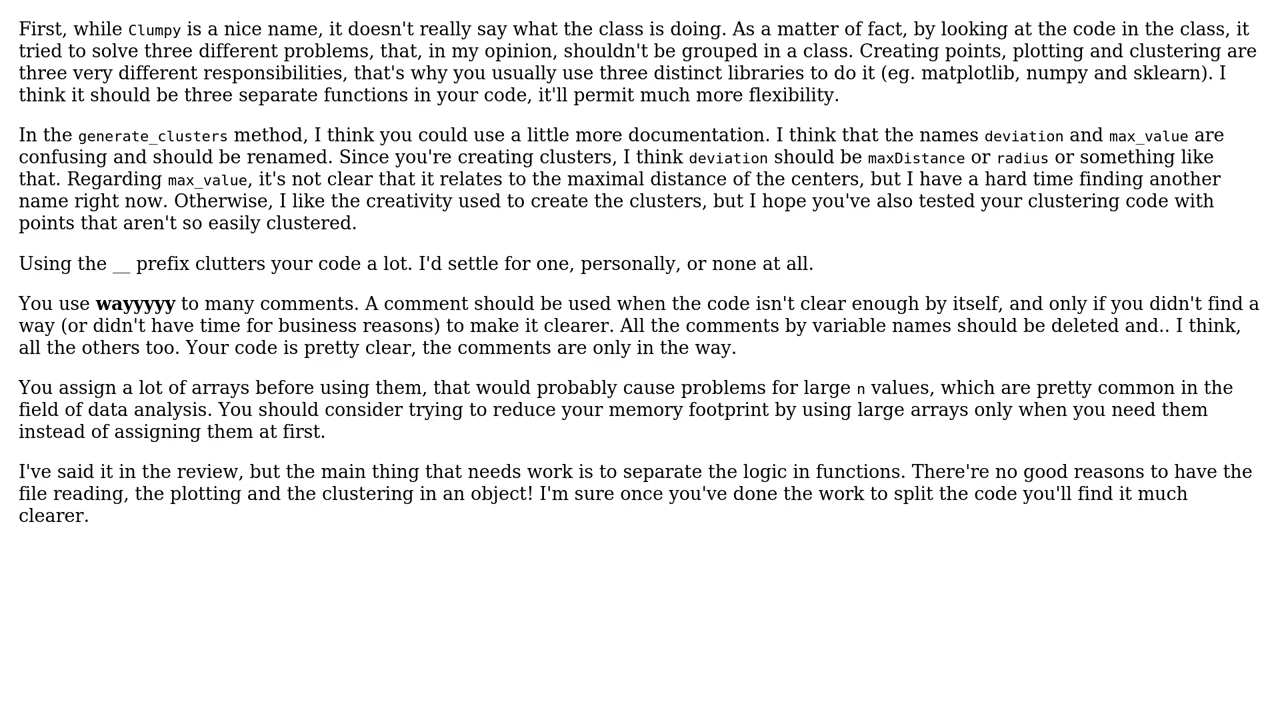 First, while Clumpy is a nice name, it doesn't really say what the class is doing. As a matter of fact, by looking at the code in the class, it
tried to solve three different problems, that, in my opinion, shouldn't be grouped in a class. Creating points, plotting and clustering are
three very different responsibilities, that's why you usually use three distinct libraries to do it (eg. matplotlib, numpy and sklearn). I
think it should be three separate functions in your code, it'll permit much more flexibility.
In the generate_clusters method, I think you could use a little more documentation. I think that the names deviation and max_value are
confusing and should be renamed. Since you're creating clusters, I think deviation should be maxDistance or radius or something like
that. Regarding max_value, it's not clear that it relates to the maximal distance of the centers, but I have a hard time finding another
name right now. Otherwise, I like the creativity used to create the clusters, but I hope you've also tested your clustering code with
points that aren't so easily clustered.
Using the __ prefix clutters your code a lot. I'd settle for one, personally, or none at all.
You use wayyyyy to many comments. A comment should be used when the code isn't clear enough by itself, and only if you didn't find a
way (or didn't have time for business reasons) to make it clearer. All the comments by variable names should be deleted and.. I think,
all the others too. Your code is pretty clear, the comments are only in the way.
You assign a lot of arrays before using them, that would probably cause problems for large n values, which are pretty common in the
field of data analysis. You should consider trying to reduce your memory footprint by using large arrays only when you need them
instead of assigning them at first.
I've said it in the review, but the main thing that needs work is to separate the logic in functions. There're no good reasons to have the
file reading, the plotting and the clustering in an object! I'm sure once you've done the work to split the code you'll find it much
clearer.